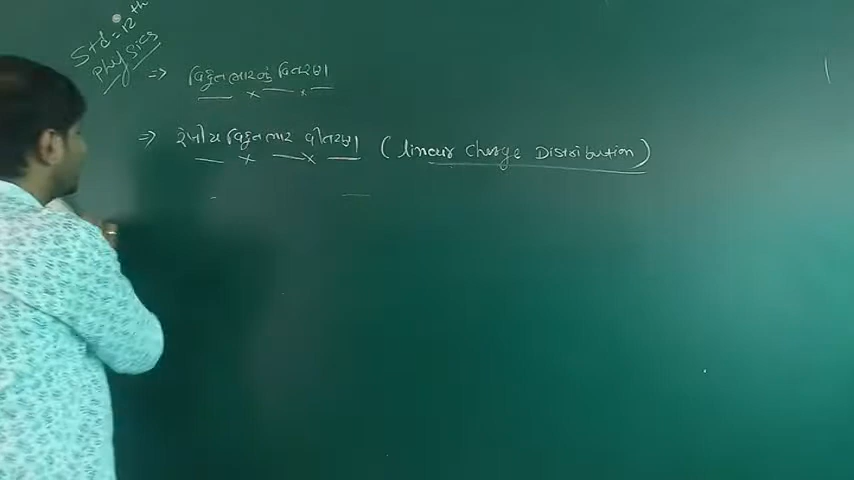 Std = 12th
Physics
⇒ વિદ્યુતભારનું વિતરણ
⇒ રેખીય વિદ્યુતભાર વીતરણ (linear Charge Distribution)